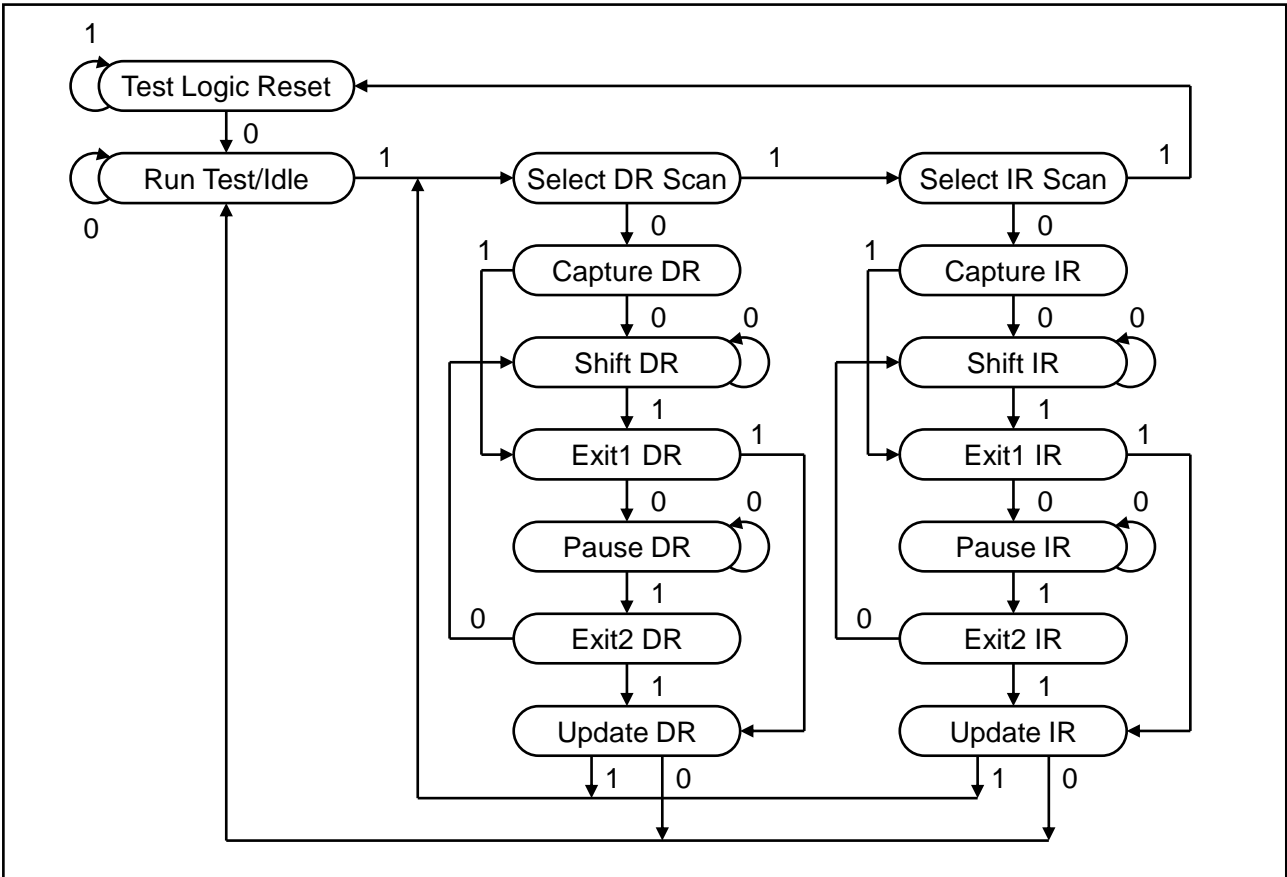 1
Test Logic Reset
0
Run Test/Idle
1
Select DR Scan
1
Select IR Scan
1
0
0
0
1
Capture DR
1
Capture IR
0
0
0
0
Shift DR
Shift IR
1
1
Exit1 DR
1
Exit1 IR
1
0
0
0
0
Pause DR
Pause IR
1
1
0
Exit2 DR
0
Exit2 IR
1
1
Update DR
Update IR
1
0
1
0